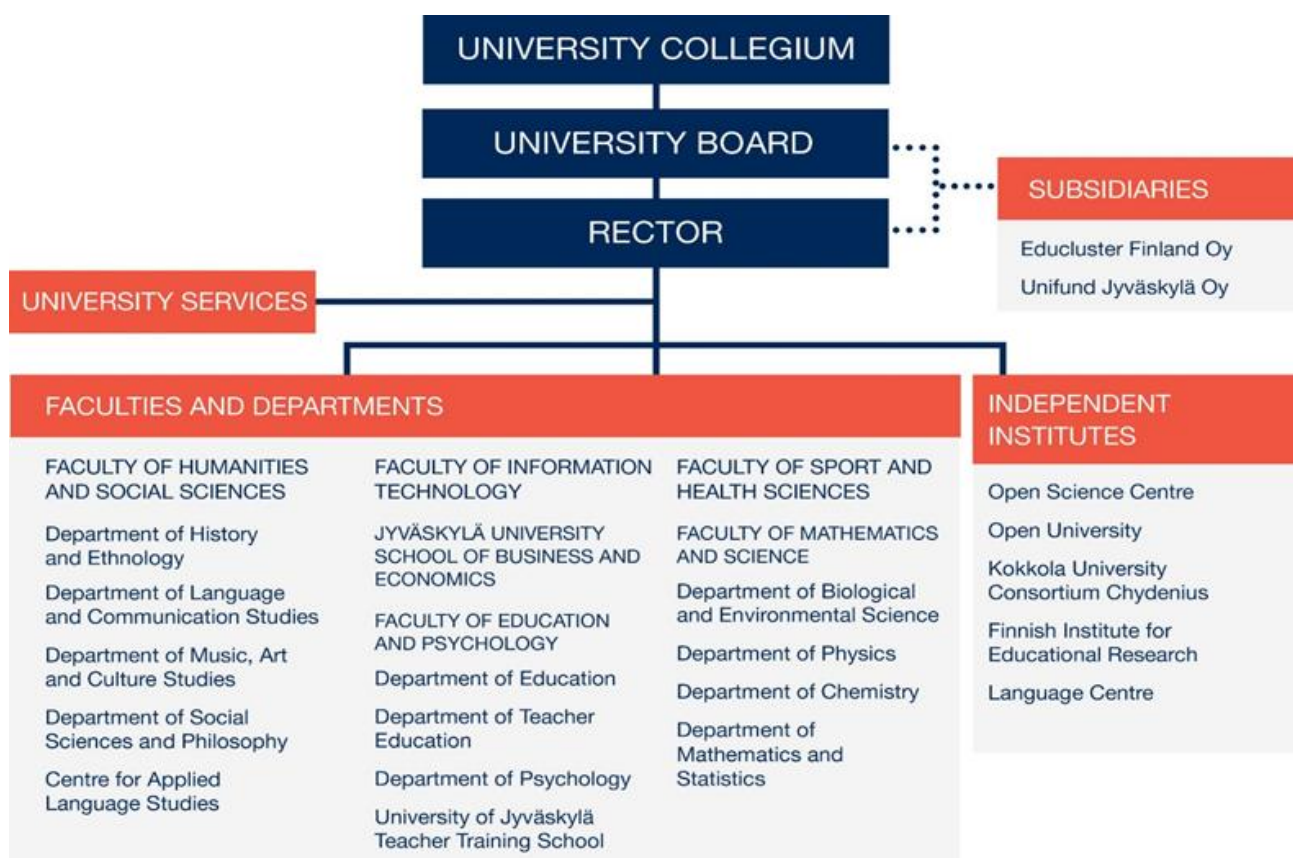 UNIVERSITY COLLEGIUM
UNIVERSITY BOARD
RECTOR
SUBSIDIARIES
Educluster Finland Oy
Unifund Jyväskylä Oy
UNIVERSITY SERVICES
FACULTIES AND DEPARTMENTS
FACULTY OF HUMANITIES
AND SOCIAL SCIENCES
Department of History
and Ethnology
Department of Language
and Communication Studies
Department of Music, Art
and Culture Studies
Department of Social
Sciences and Philosophy
Centre for Applied
Language Studies
FACULTY OF INFORMATION
TECHNOLOGY
JYVÄSKYLÄ UNIVERSITY
SCHOOL OF BUSINESS AND
ECONOMICS
FACULTY OF EDUCATION
AND PSYCHOLOGY
Department of Education
Department of Teacher
Education
Department of Psychology
University of Jyväskylä
Teacher Training School
FACULTY OF SPORT AND
HEALTH SCIENCES
FACULTY OF MATHEMATICS
AND SCIENCE
Department of Biological
and Environmental Science
Department of Physics
Department of Chemistry
Department of
Mathematics and
Statistics
INDEPENDENT
INSTITUTES
Open Science Centre
Open University
Kokkola University
Consortium Chydenius
Finnish Institute for
Educational Research
Language Centre